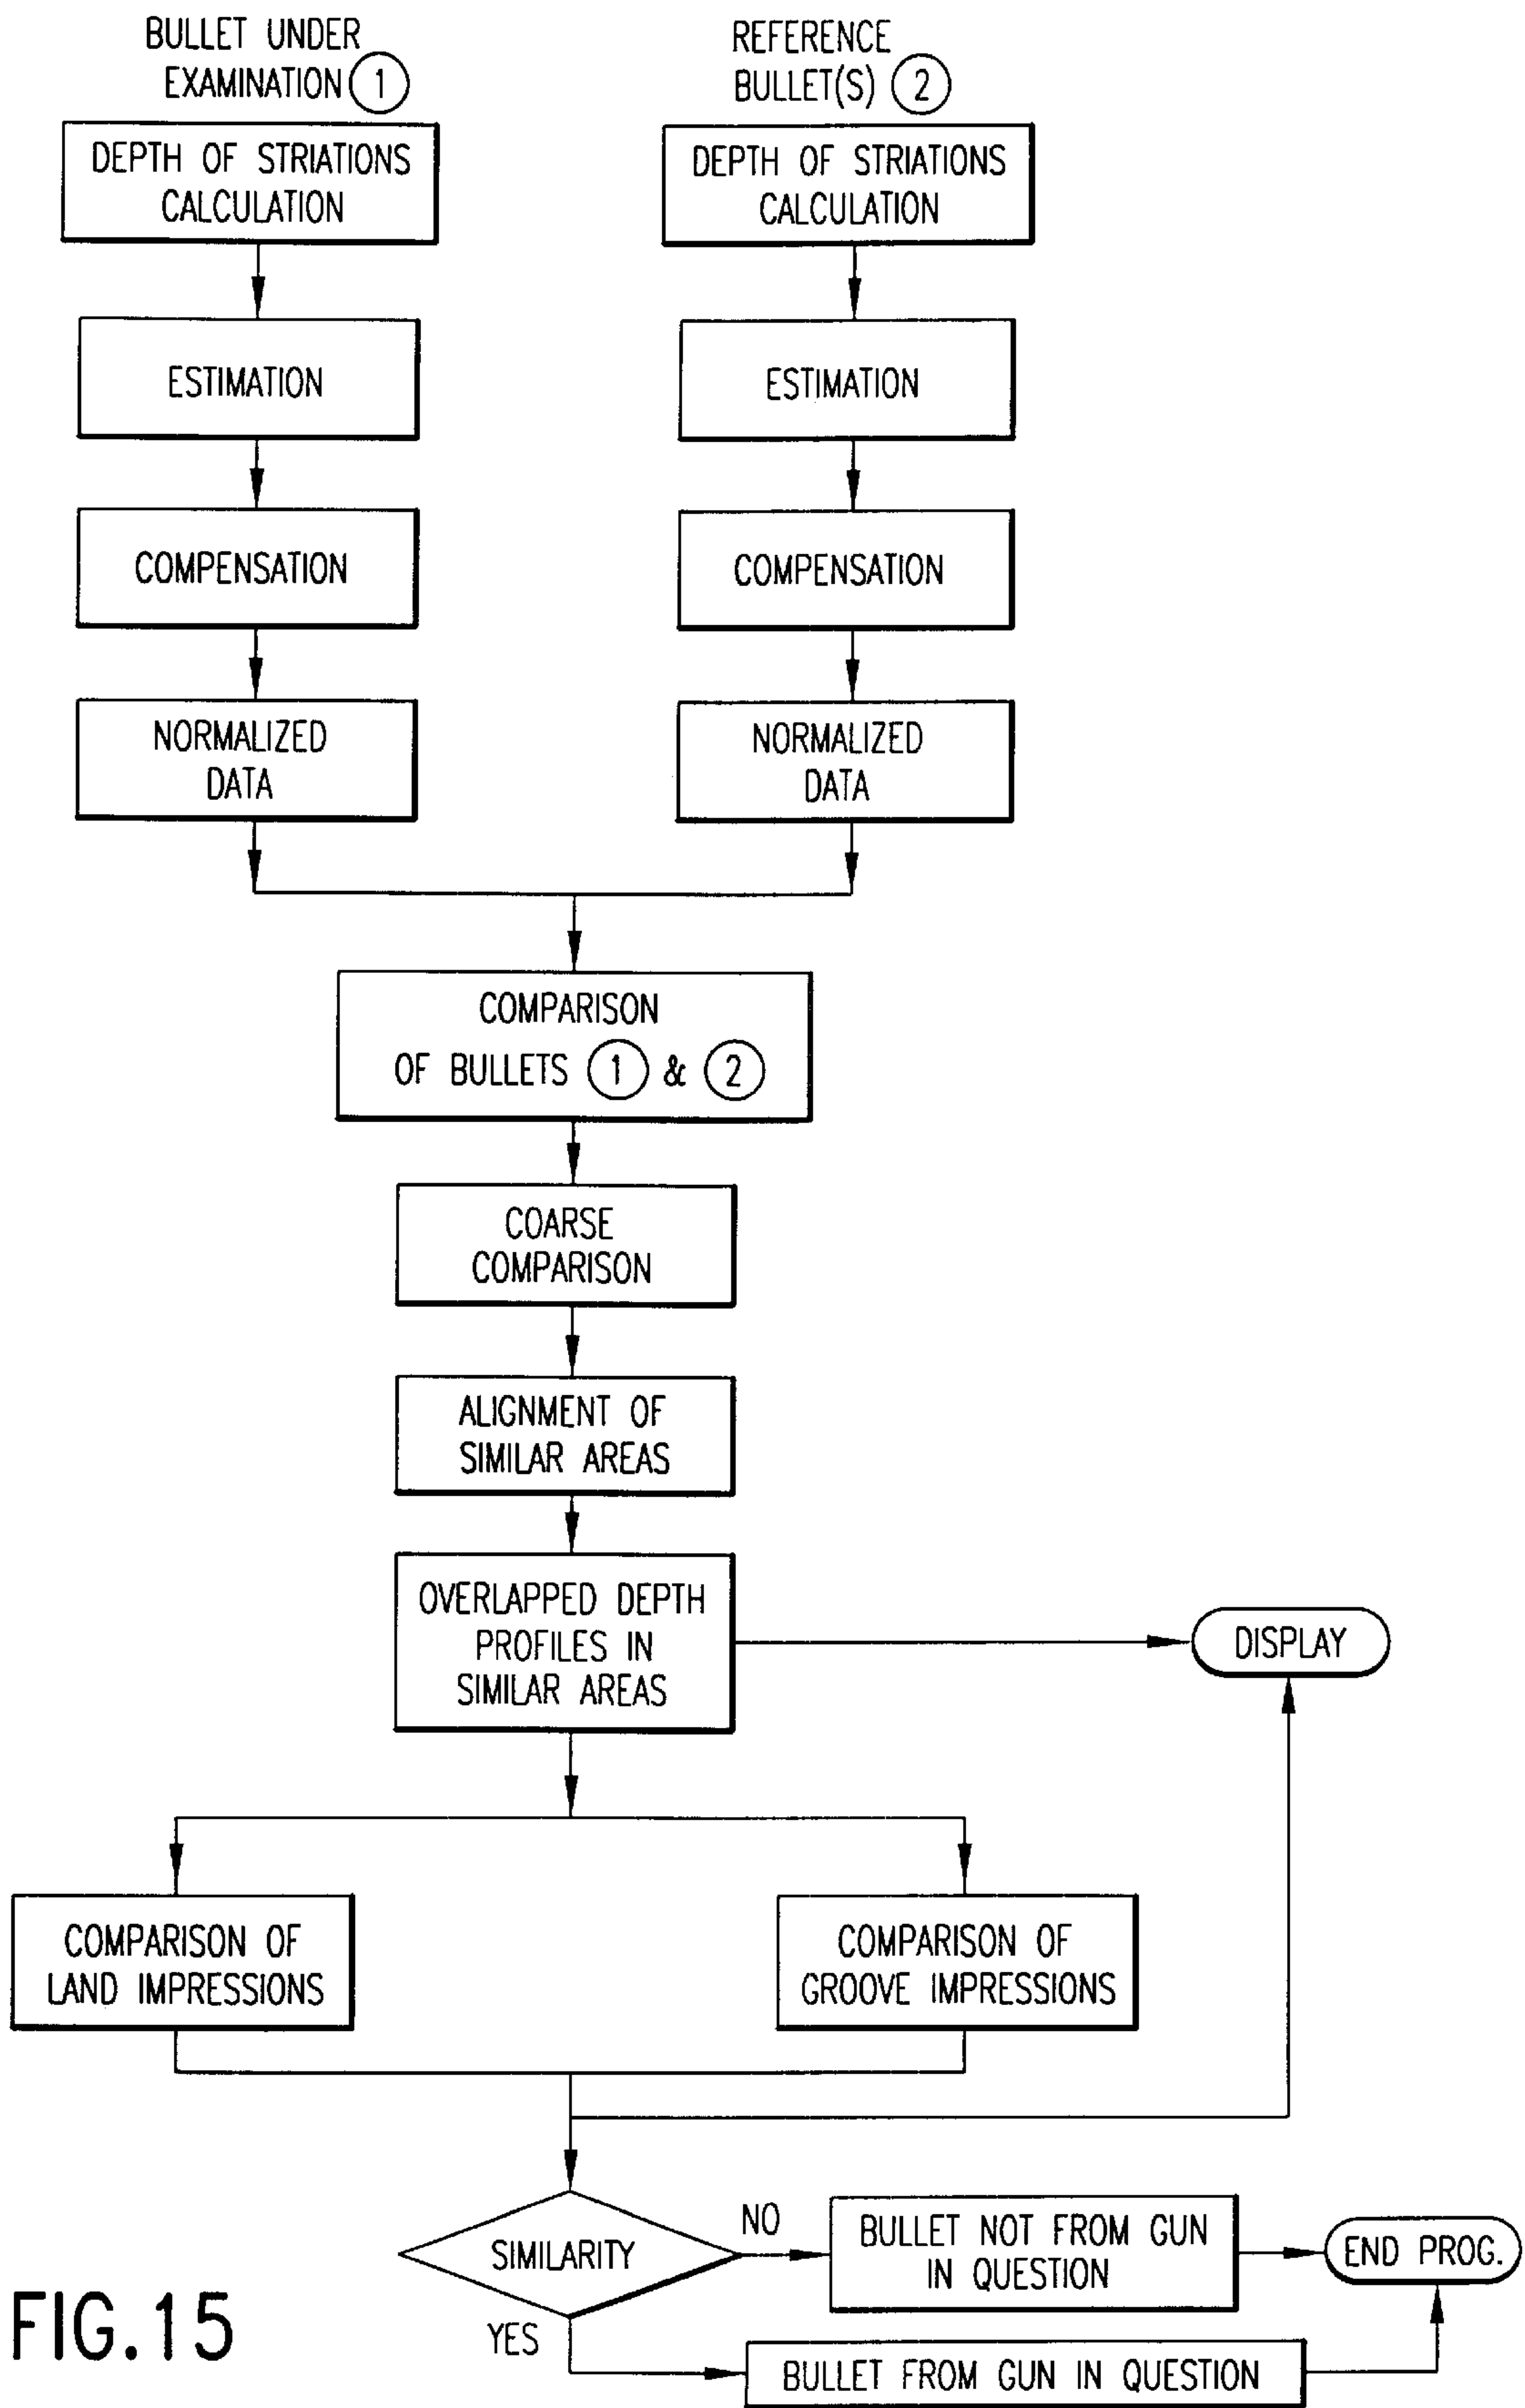 BULLET UNDER
EXAMINATION 1
REFERENCE
BULLET(S) 2
DEPTH OF STRIATIONS
CALCULATION
DEPTH OF STRIATIONS
CALCULATION
ESTIMATION
ESTIMATION
COMPENSATION
COMPENSATION
NORMALIZED
DATA
NORMALIZED
DATA
COMPARISON
OF BULLETS 1 & 2
COARSE
COMPARISON
ALIGNMENT OF
SIMILAR AREAS
OVERLAPPED DEPTH
PROFILES IN
SIMILAR AREAS
DISPLAY
COMPARISON OF
LAND IMPRESSIONS
COMPARISON OF
GROOVE IMPRESSIONS
SIMILARITY
NO
BULLET NOT FROM GUN
IN QUESTION
END PROG.
YES
BULLET FROM GUN IN QUESTION
FIG.15